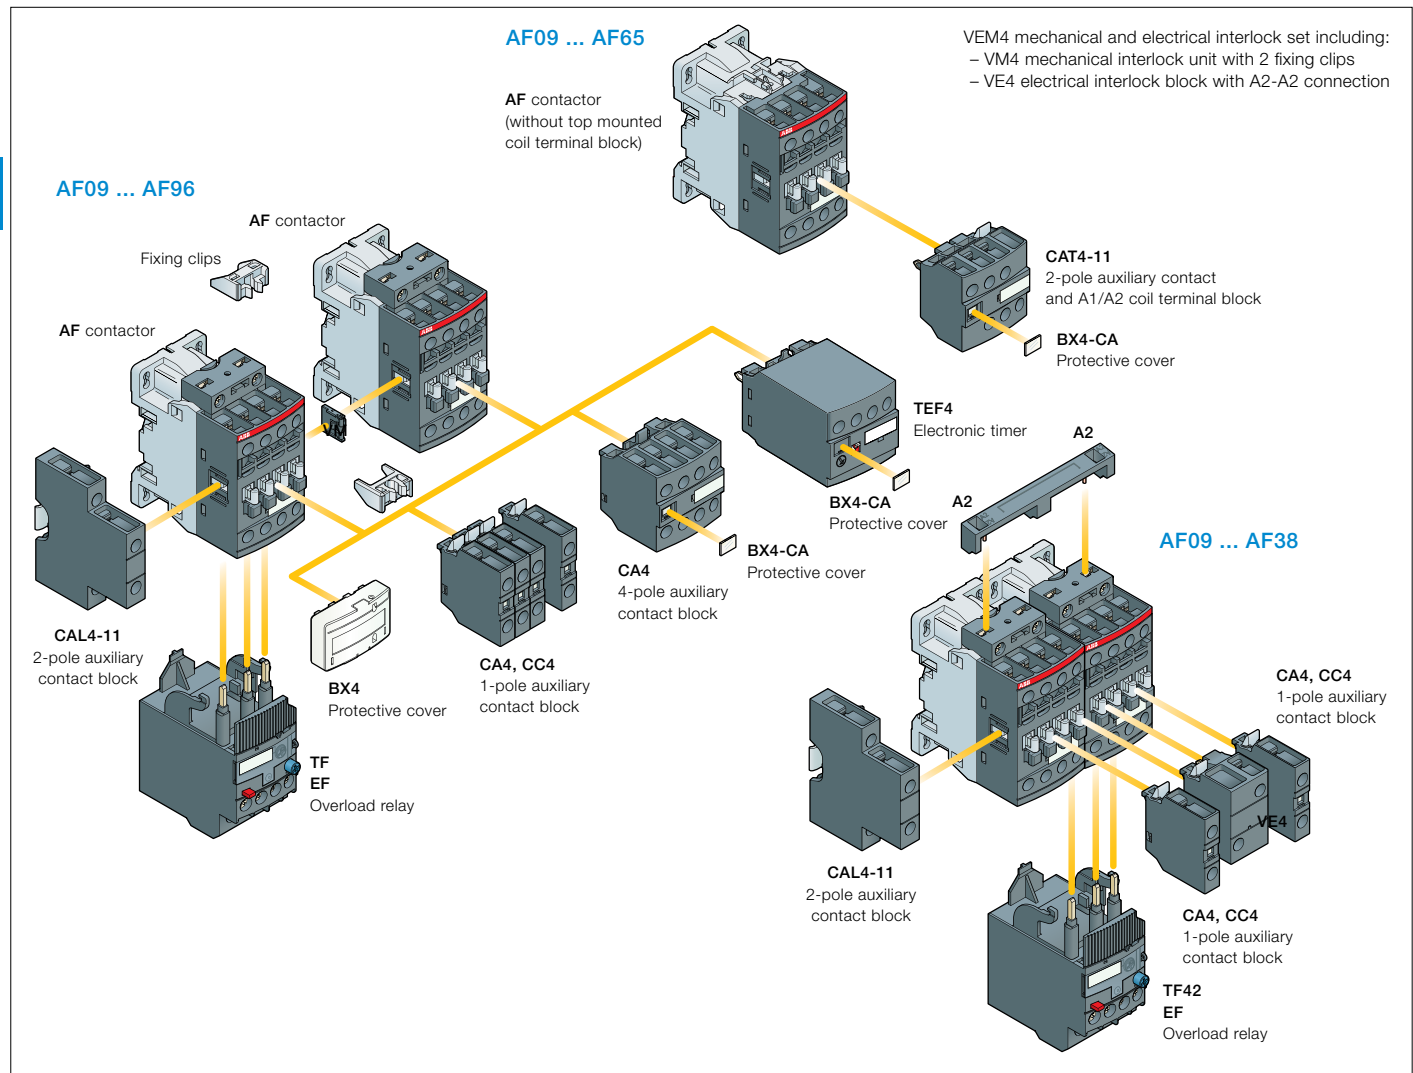 AF09 ... AF65
VEM4 mechanical and electrical interlock set including:
– VM4 mechanical interlock unit with 2 fixing clips
– VE4 electrical interlock block with A2-A2 connection
AF contactor
(without top mounted
coil terminal block)
ABB
AF09 ... AF96
AF contactor
Fixing clips
AF contactor
ABB
ABB
VM
CAT4-11
2-pole auxiliary contact
and A1/A2 coil terminal block
BX4-CA
Protective cover
TEF4
Electronic timer
BX4-CA
Protective cover
A2
A2
AF09 ... AF38
CA4
4-pole auxiliary
contact block
BX4-CA
Protective cover
CAL4-11
2-pole auxiliary
contact block
BX4
Protective cover
CA4, CC4
1-pole auxiliary
contact block
TF
EF
Overload relay
ABB
ABB
CA4, CC4
1-pole auxiliary
contact block
VE4
CAL4-11
2-pole auxiliary
contact block
CA4, CC4
1-pole auxiliary
contact block
TF42
EF
Overload relay